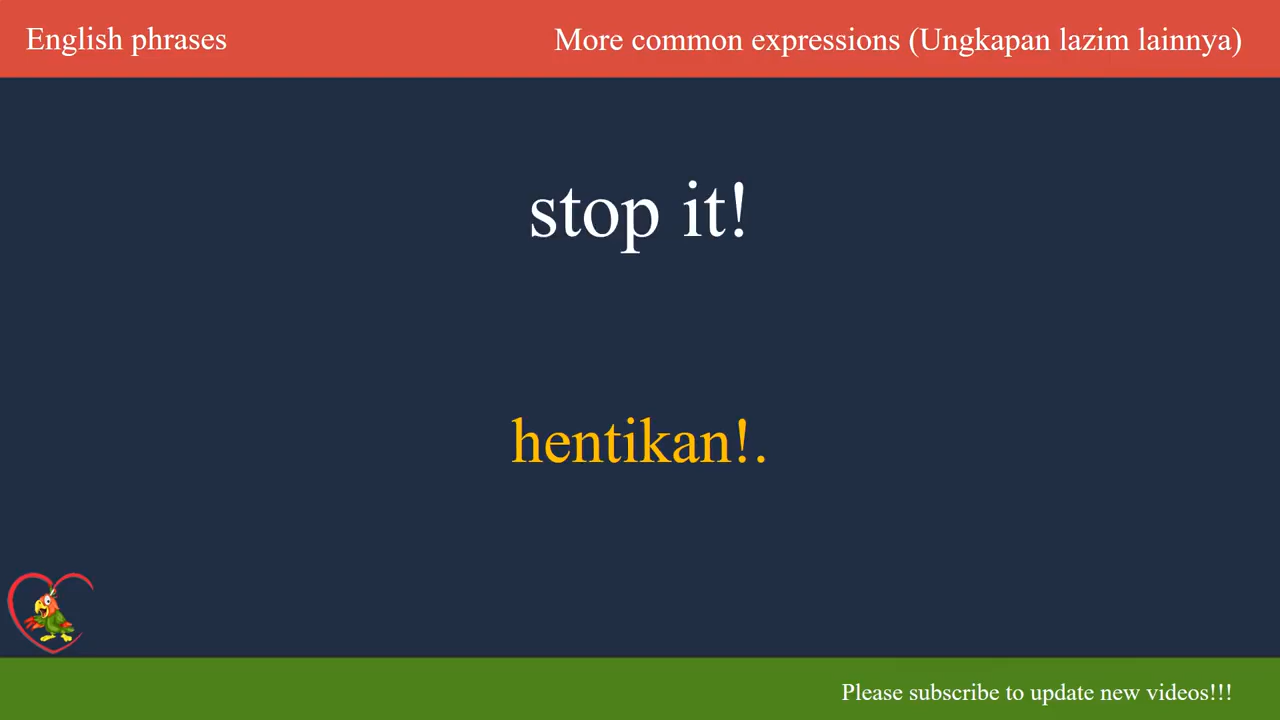 English phrases
More common expressions (Ungkapan lazim lainnya)
stop it!
hentikan!.
Please subscribe to update new videos!!!